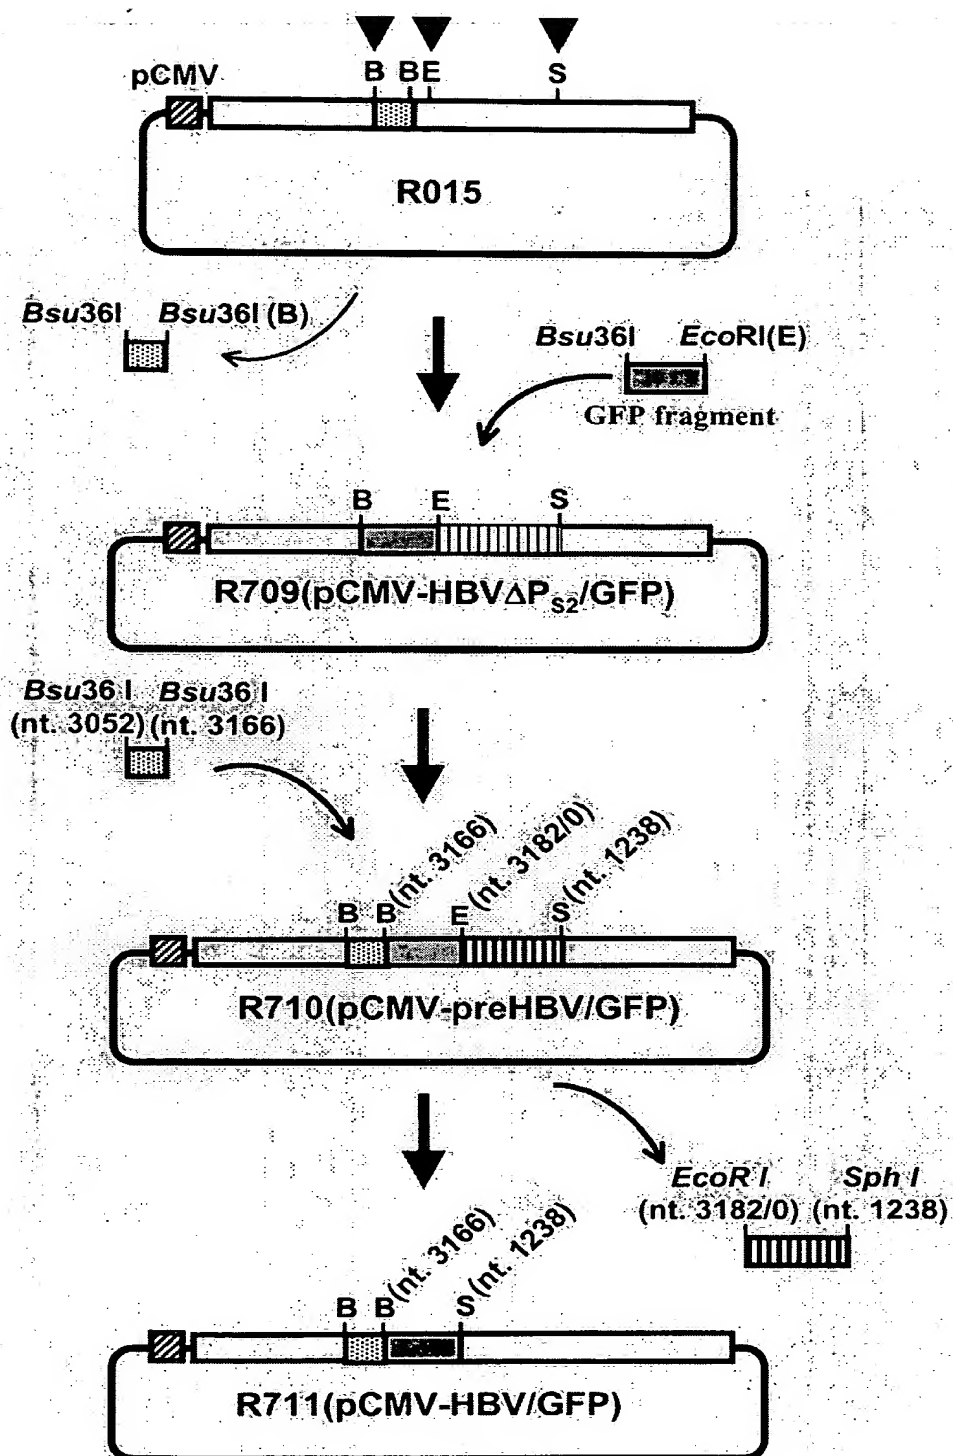 pCMV
B BE S
R015
Bsu36I Bsu36I (B)
Bsu36I EcoRI(E)
GFP fragment
B E S
R709(pCMV-HBVΔP_S2/GFP)
Bsu36 I Bsu36 I
(nt. 3052) (nt. 3166)
B B(nt. 3166) E(nt. 3182/0) S(nt. 1238)
R710(pCMV-preHBV/GFP)
EcoR I Sph I
(nt. 3182/0) (nt. 1238)
B B(nt. 3166) S(nt. 1238)
R711(pCMV-HBV/GFP)